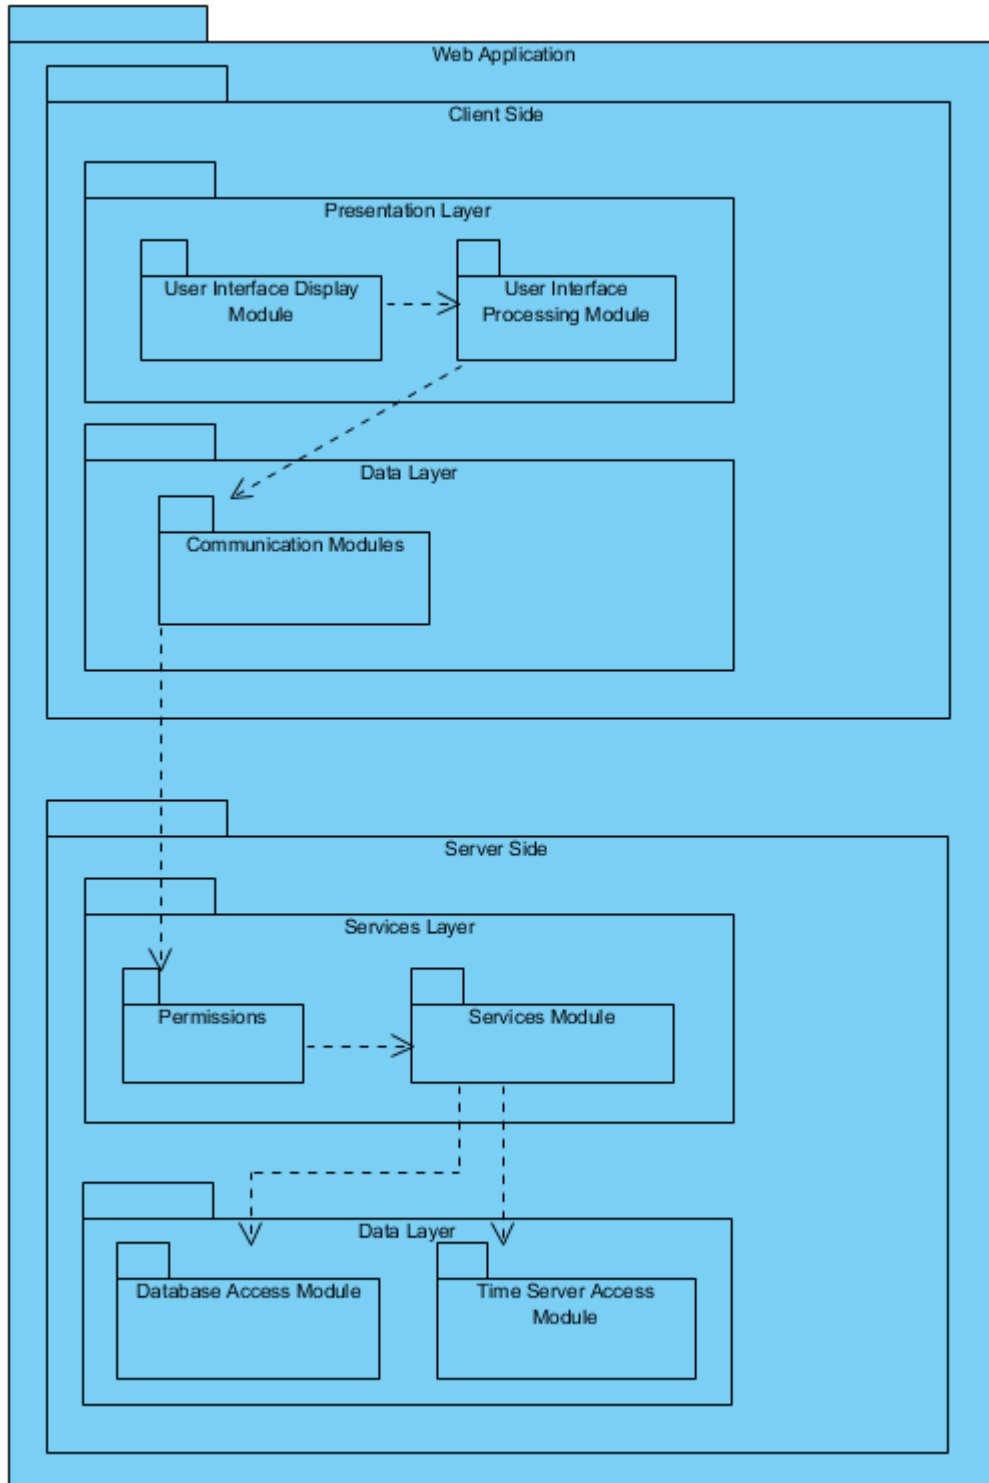 Web Application
Client Side
Presentation Layer
User Interface Display
Module
User Interface
Processing Module
Data Layer
Communication Modules
Server Side
Services Layer
Permissions
Services Module
Data Layer
Database Access Module
Time Server Access
Module